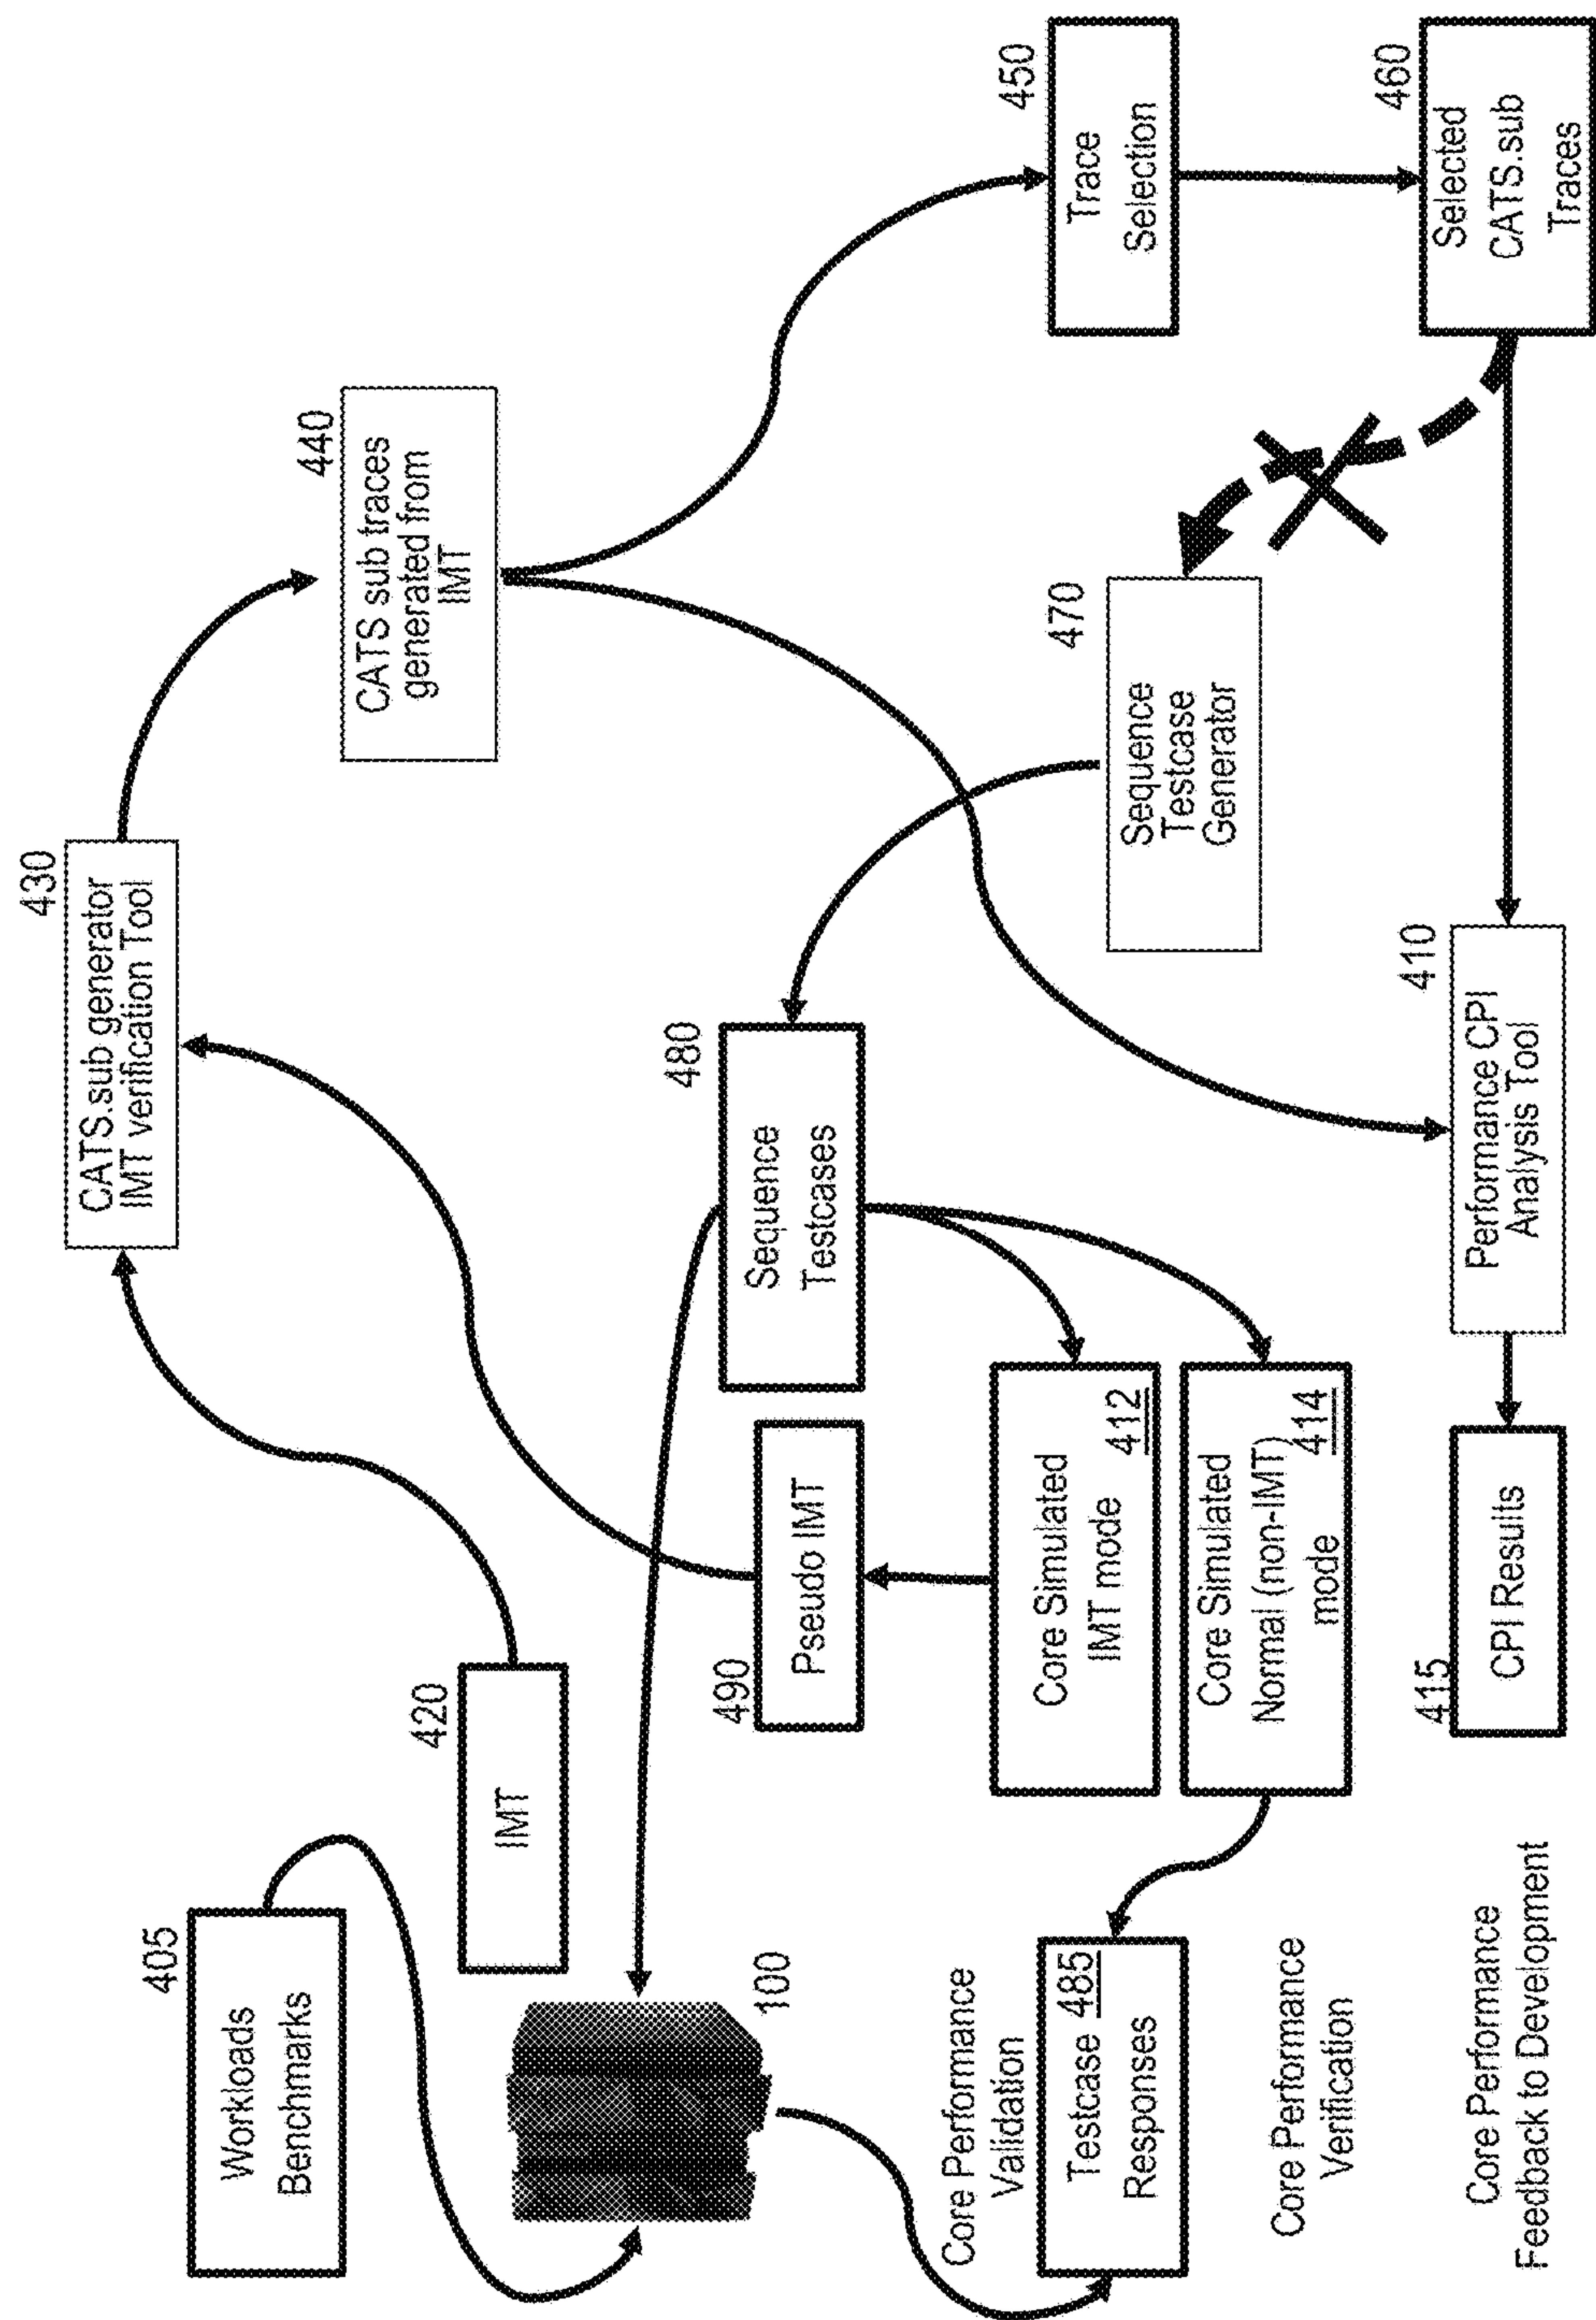 405
Workloads
Benchmarks
100
420
IMT
430
CATS.sub generator
IMT verification Tool
440
CATS sub traces
generated from
IMT
450
Trace
Selection
460
Selected
CATS.sub
Traces
470
Sequence
Testcase
Generator
480
Sequence
Testcases
490
Pseudo IMT
Core Simulated
IMT mode 412
Core Simulated
Normal (non-IMT) 414
mode
Core Performance
Validation
Testcase 485
Responses
Core Performance
Verification
410
Performance CPI
Analysis Tool
415
CPI Results
Core Performance
Feedback to Development